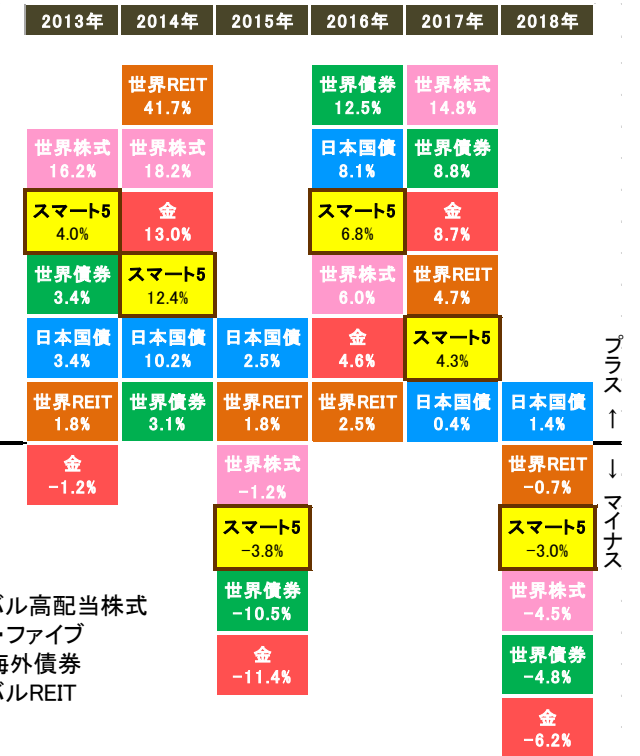 2013年 2014年 2015年 2016年 2017年 2018年
世界REIT
41.7%
世界債券
12.5%
世界株式
14.8%
世界株式
16.2%
世界株式
18.2%
日本国債
8.1%
世界債券
8.8%
スマート5
4.0%
金
13.0%
スマート5
6.8%
金
8.7%
世界債券
3.4%
スマート5
12.4%
世界株式
6.0%
世界REIT
4.7%
日本国債
3.4%
日本国債
10.2%
日本国債
2.5%
金
4.6%
スマート5
4.3%
世界REIT
1.8%
世界債券
3.1%
世界REIT
1.8%
世界REIT
2.5%
日本国債
0.4%
日本国債
1.4%
プラス↑
金
-1.2%
世界株式
-1.2%
世界REIT
-0.7%
↓マイナス
スマート5
-3.8%
スマート5
-3.0%
世界債券
-10.5%
世界株式
-4.5%
金
-11.4%
世界債券
-4.8%
金
-6.2%
バル高配当株式
・ファイブ
海外債券
バルREIT